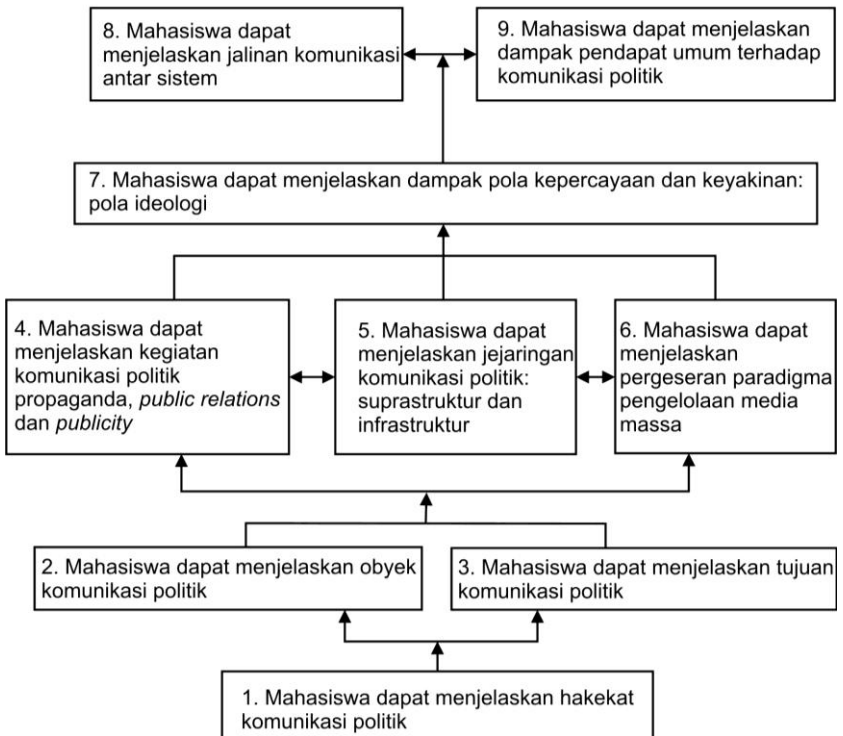 8. Mahasiswa dapat
menjelaskan jalinan komunikasi
antar sistem
9. Mahasiswa dapat menjelaskan
dampak pendapat umum terhadap
komunikasi politik
7. Mahasiswa dapat menjelaskan dampak pola kepercayaan dan keyakinan:
pola ideologi
4. Mahasiswa dapat
menjelaskan kegiatan
komunikasi politik
propaganda, public relations
dan publicity
5. Mahasiswa dapat
menjelaskan jejaringan
komunikasi politik:
suprastruktur dan
infrastruktur
6. Mahasiswa dapat
menjelaskan
pergeseran paradigma
pengelolaan media
massa
2. Mahasiswa dapat menjelaskan obyek
komunikasi politik
3. Mahasiswa dapat menjelaskan tujuan
komunikasi politik
1. Mahasiswa dapat menjelaskan hakekat
komunikasi politik